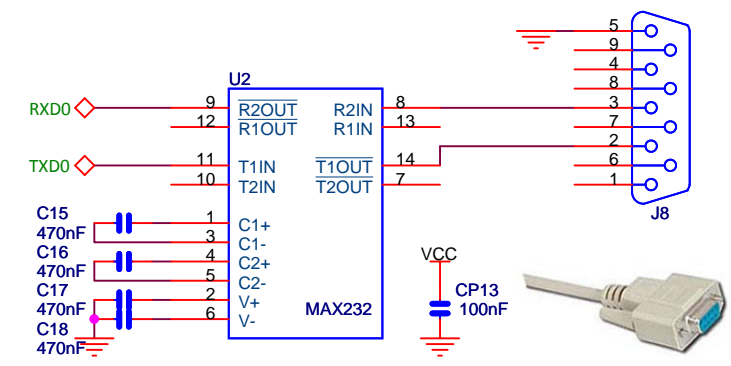 U2
RXD0
9
R2OUT
R2IN
8
12
R1OUT
R1IN
13
TXD0
11
T1IN
T1OUT
14
10
T2IN
T2OUT
7
C15
470nF
1
C1+
3
C1-
C16
470nF
4
C2+
5
C2-
C17
470nF
2
V+
C18
470nF
6
V-
MAX232
VCC
CP13
100nF
5
9
4
8
3
7
2
6
1
J8